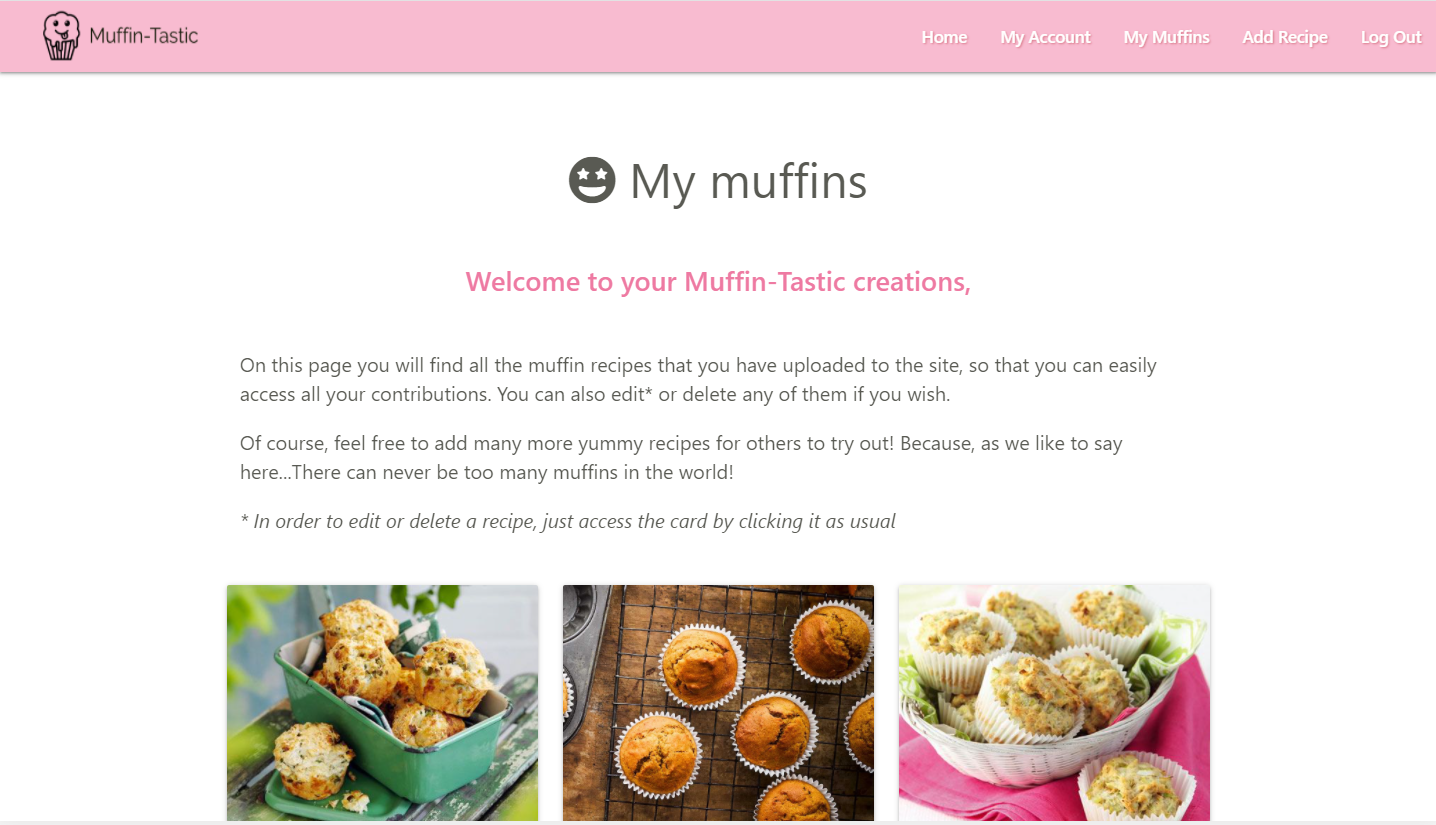 Muffin-Tastic
Home
My Account
My Muffins
Add Recipe
Log Out
My muffins
Welcome to your Muffin-Tastic creations,
On this page you will find all the muffin recipes that you have uploaded to the site, so that you can easily
access all your contributions. You can also edit* or delete any of them if you wish.
Of course, feel free to add many more yummy recipes for others to try out! Because, as we like to say
here...There can never be too many muffins in the world!
* In order to edit or delete a recipe, just access the card by clicking it as usual